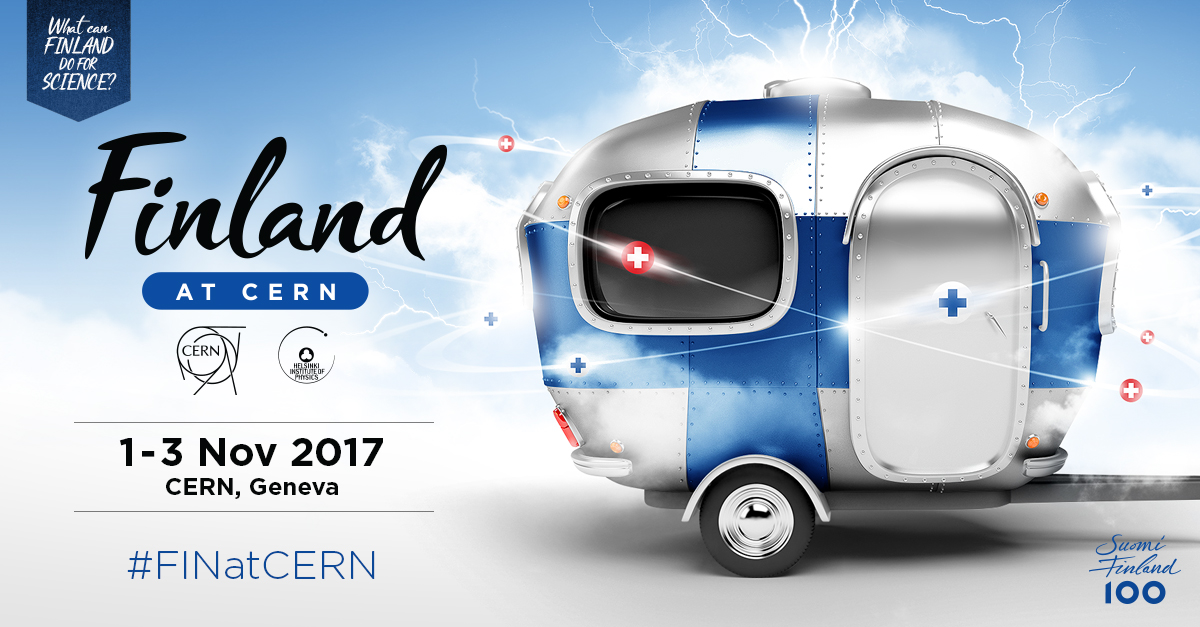 What can
FINLAND
DO FOR
SCIENCE?
Finland
AT CERN
CERN
HELSINKI
INSTITUTE OF
PHYSICS
1-3 Nov 2017
CERN, Geneva
#FINatCERN
Suomi
Finland
100